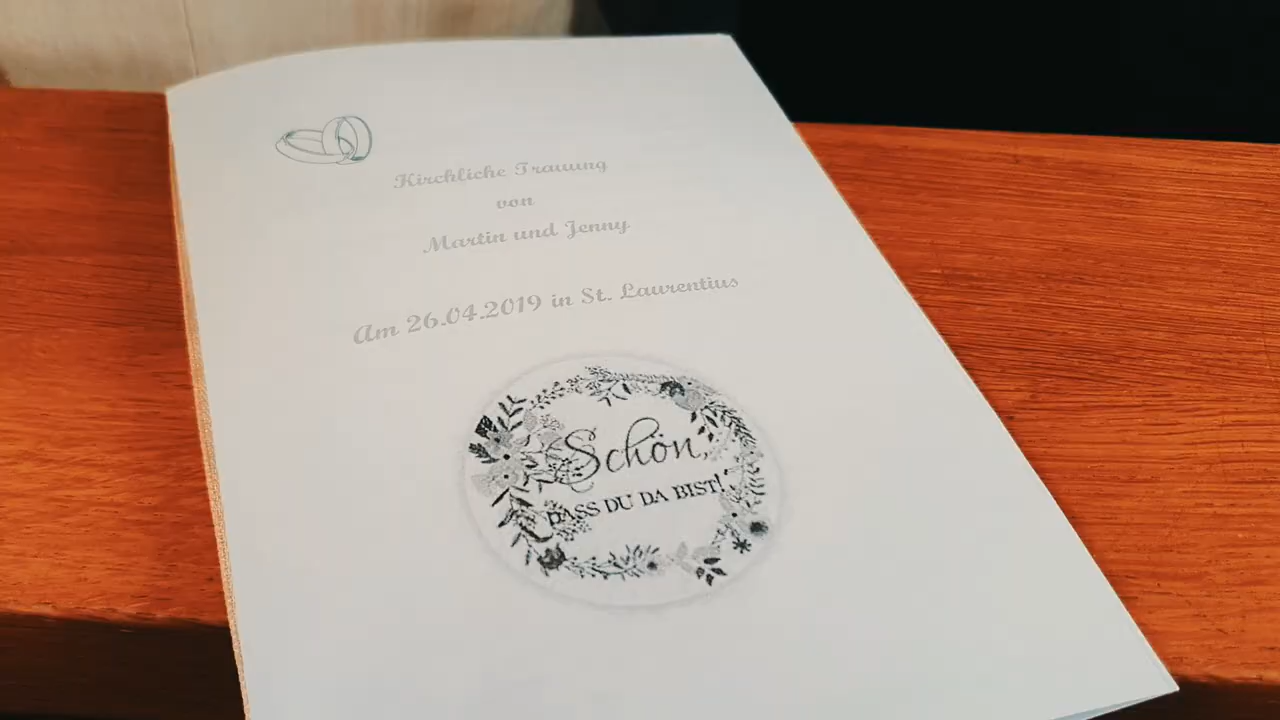 Kirchliche Trauung
von
Martin und Jenny
Am 26.04.2019 in St. Laurentius
Schön,
DASS DU DA BIST!